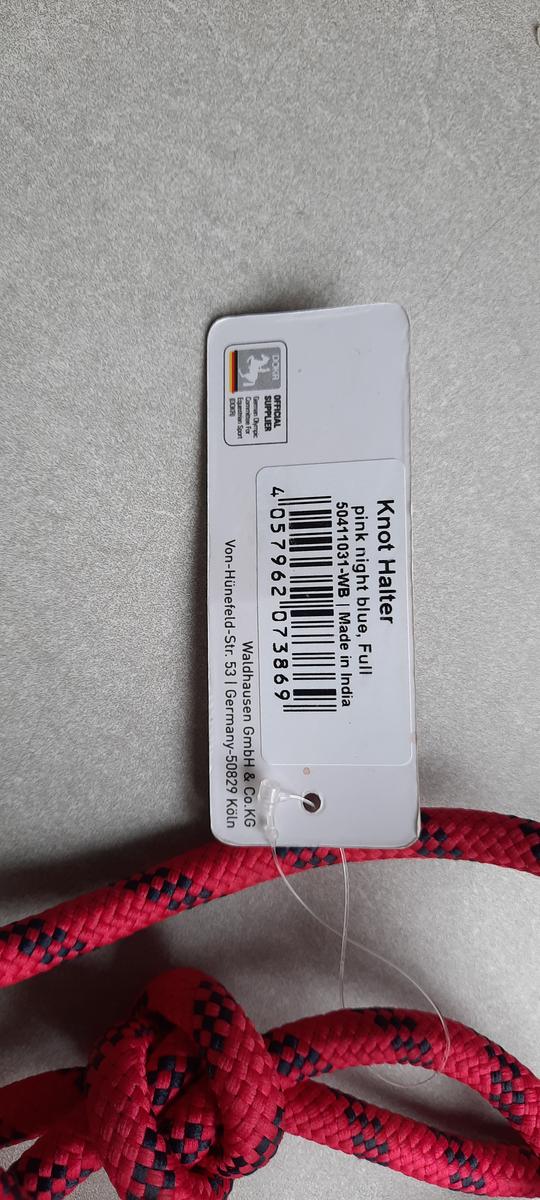 Knot Halter
pink night blue, Full
50411031-WB | Made in India
4 057962 073869
DOKR
OFFICIAL
SUPPLIER
German Olympic
Committee For
Equestrian Sport
(DOKR)
Waldhausen GmbH & Co.KG
Von-Hünefeld-Str. 53 | Germany-50829 Köln